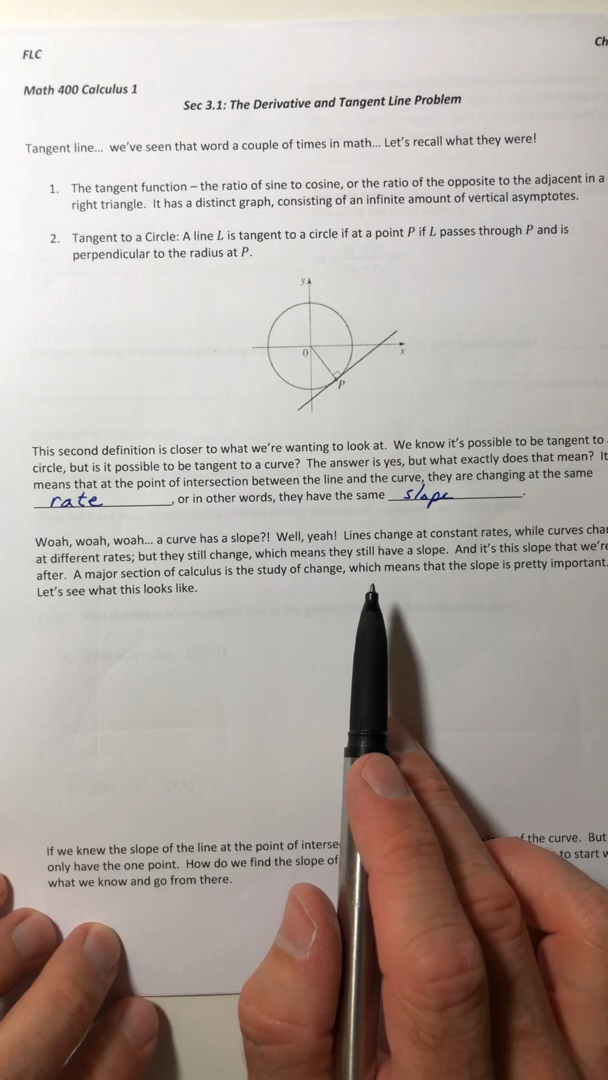 FLC
Ch
Math 400 Calculus 1
Sec 3.1: The Derivative and Tangent Line Problem
Tangent line... we've seen that word a couple of times in math... Let's recall what they were!
1. The tangent function – the ratio of sine to cosine, or the ratio of the opposite to the adjacent in a
right triangle. It has a distinct graph, consisting of an infinite amount of vertical asymptotes.
2. Tangent to a Circle: A line L is tangent to a circle if at a point P if L passes through P and is
perpendicular to the radius at P.
y
0
x
P
This second definition is closer to what we're wanting to look at. We know it's possible to be tangent to
circle, but is it possible to be tangent to a curve? The answer is yes, but what exactly does that mean? It
means that at the point of intersection between the line and the curve, they are changing at the same
rate, or in other words, they have the same slope.
Woah, woah, woah... a curve has a slope?! Well, yeah! Lines change at constant rates, while curves chan
at different rates; but they still change, which means they still have a slope. And it's this slope that we're
after. A major section of calculus is the study of change, which means that the slope is pretty important.
Let's see what this looks like.
If we knew the slope of the line at the point of interse f the curve. But
only have the one point. How do we find the slope of to start
what we know and go from there.